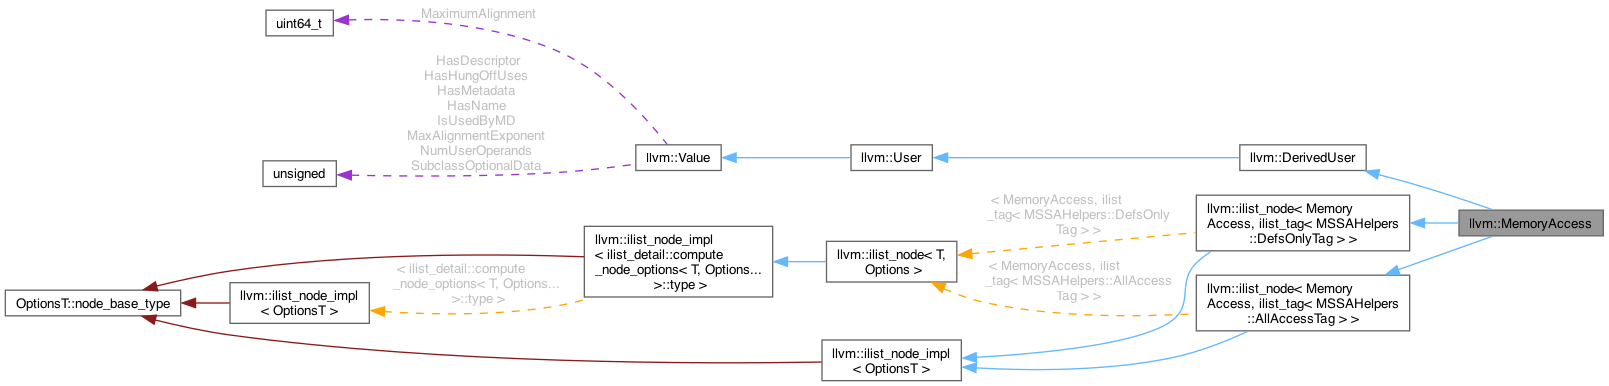 uint64_t
MaximumAlignment
HasDescriptor
HasHungOffUses
HasMetadata
HasName
IsUsedByMD
MaxAlignmentExponent
NumUserOperands
SubclassOptionalData
unsigned
llvm::Value
llvm::User
llvm::DerivedUser
llvm::MemoryAccess
< MemoryAccess, ilist
_tag< MSSAHelpers::DefsOnly
Tag > >
llvm::ilist_node< Memory
Access, ilist_tag< MSSAHelpers
::DefsOnlyTag > >
llvm::ilist_node_impl
< ilist_detail::compute
_node_options< T, Options...
>::type >
llvm::ilist_node< T,
Options >
< MemoryAccess, ilist
_tag< MSSAHelpers::AllAccess
Tag > >
llvm::ilist_node< Memory
Access, ilist_tag< MSSAHelpers
::AllAccessTag > >
< ilist_detail::compute
_node_options< T, Options...
>::type >
OptionsT::node_base_type
llvm::ilist_node_impl
< OptionsT >
llvm::ilist_node_impl
< OptionsT >